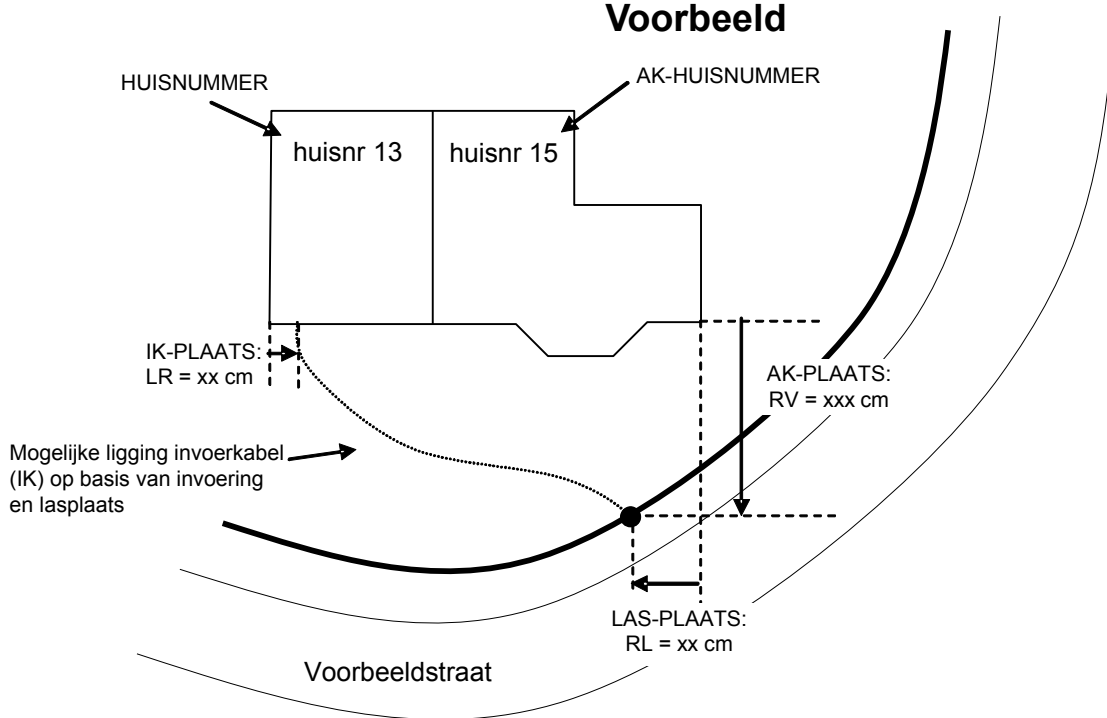 Voorbeeld
HUISNUMMER
AK-HUISNUMMER
huisnr 13
huisnr 15
IK-PLAATS:
LR = xx cm
AK-PLAATS:
RV = xxx cm
Mogelijke ligging invoerkabel
(IK) op basis van invoering
en lasplaats
LAS-PLAATS:
RL = xx cm
Voorbeeldstraat